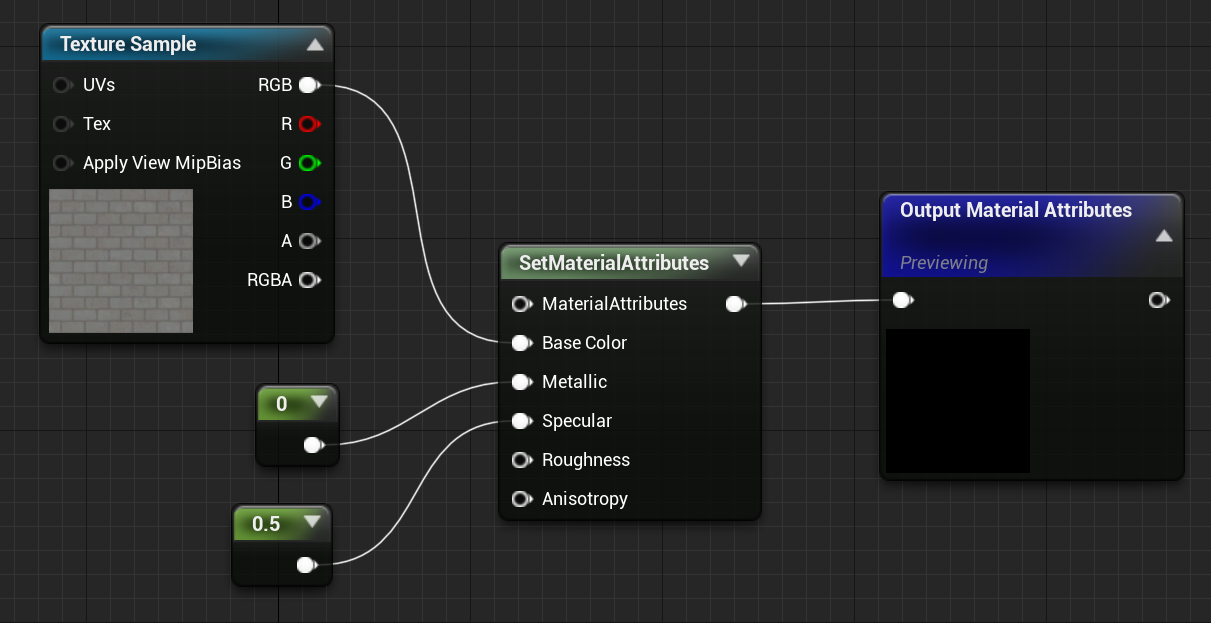 Texture Sample
UVs
RGB
Tex
R
Apply View MipBias
G
B
A
RGBA
0
0.5
SetMaterialAttributes
MaterialAttributes
Base Color
Metallic
Specular
Roughness
Anisotropy
Output Material Attributes
Previewing